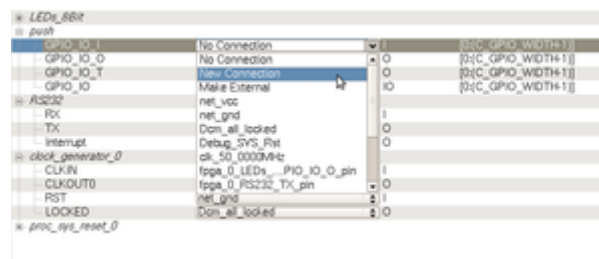 LEDs_8Bit
push
GPIO_IO_I No Connection I [0:(C_GPIO_WIDTH-1)]
GPIO_IO_O No Connection O [0:(C_GPIO_WIDTH-1)]
GPIO_IO_T New Connection O [0:(C_GPIO_WIDTH-1)]
GPIO_IO Make External IO [0:(C_GPIO_WIDTH-1)]
RS232 net_vcc
RX net_gnd I
TX Dcm_all_locked O
Interrupt Debug_SYS_Rst O
clock_generator_0 clk_50_0000MHz
CLKIN fpga_0_LEDs_...PIO_IO_O_pin I
CLKOUT0 fpga_0_RS232_TX_pin O
RST net_gnd I
LOCKED Dcm_all_locked O
proc_sys_reset_0